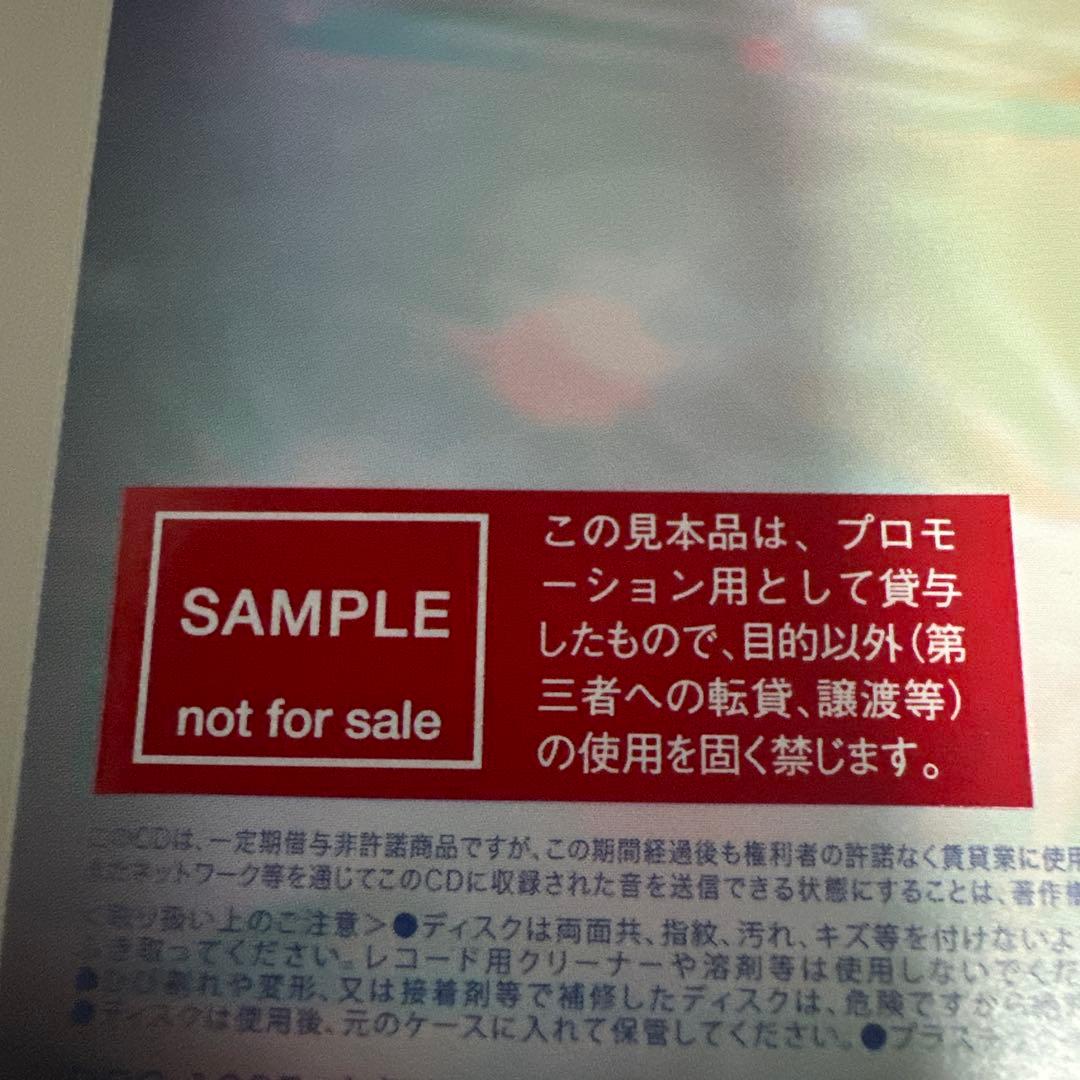 SAMPLE
not for sale
この見本品は、プロモ
ーション用として貸与
したもので、目的以外(第
三者への転貸、譲渡等)
の使用を固く禁じます。
このCDは、一定期借与非許諾商品ですが、この期間経過後も権利者の許諾なく賃貸業に使用
ネットワーク等を通じてこのCDに収録された音を送信できる状態にすることは、著作権
<取り扱い上のご注意>●ディスクは両面共、指紋、汚れ、キズ等を付けないよ
ふき取ってください。レコード用クリーナーや溶剤等は使用しないでくだ
●ひび割れや変形、又は接着剤等で補修したディスクは、危険ですから絶
●ディスクは使用後、元のケースに入れて保管してください。●プラス